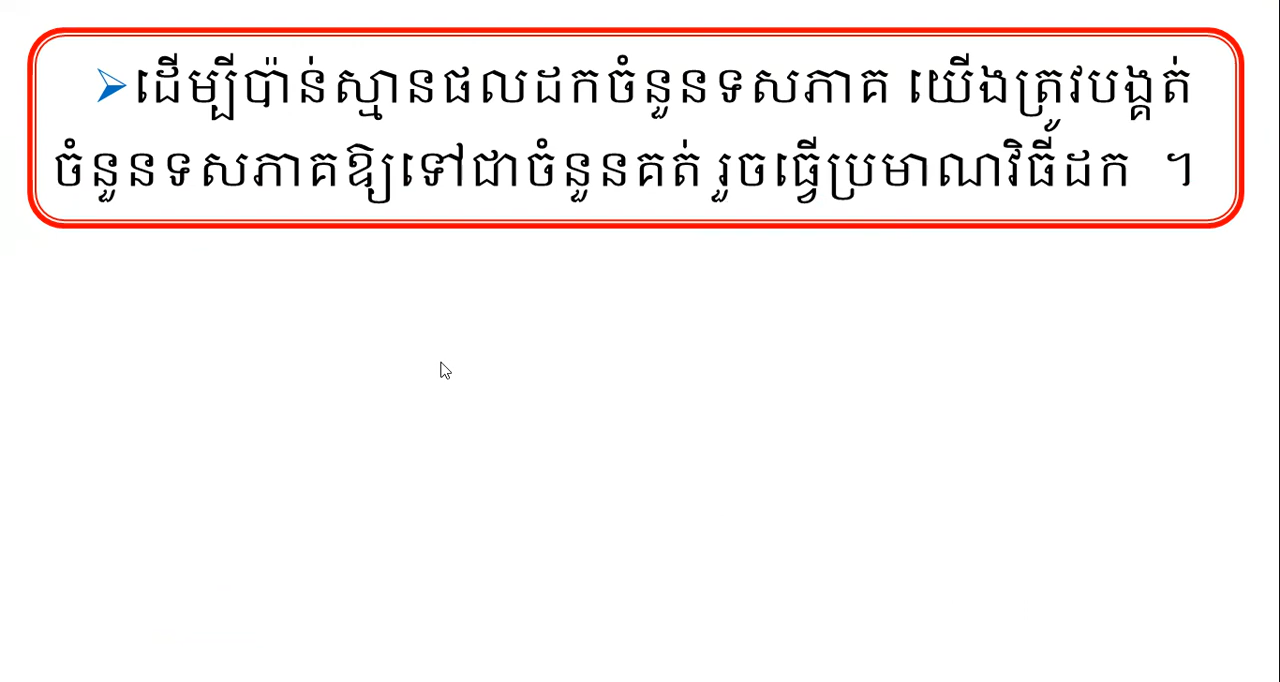 ➢ដើម្បីប៉ាន់ស្មានផលដកចំនួនទសភាគ យើងត្រូវបង្គត់
ចំនួនទសភាគឱ្យទៅជាចំនួនគត់ រួចធ្វើប្រមាណវិធីដក ។